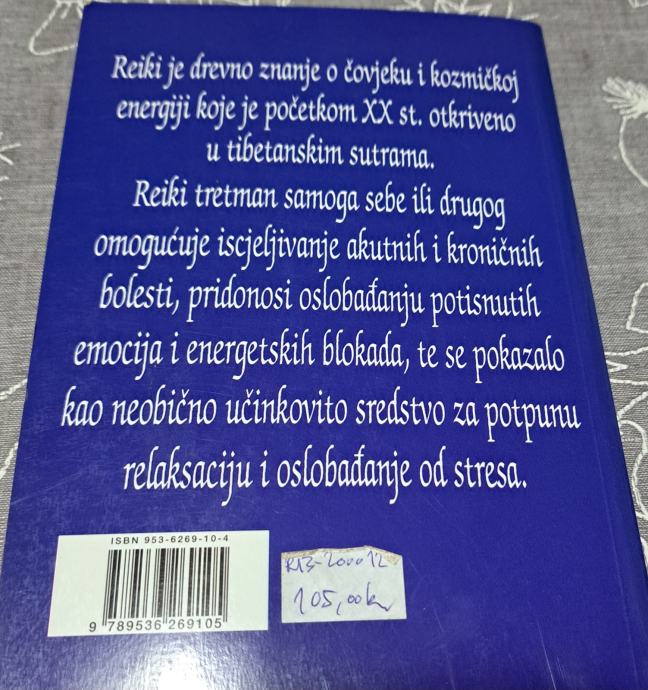 Reiki je drevno znanje o čovjeku i kozmičkoj
energiji koje je početkom XX st. otkriveno
u tibetanskim sutrama.
Reiki tretman samoga sebe ili drugog
omogućuje iscjeljivanje akutnih i kroničnih
bolesti, pridonosi oslobađanju potisnutih
emocija i energetskih blokada, te se pokazalo
kao neobično učinkovito sredstvo za potpunu
relaksaciju i oslobađanje od stresa.
ISBN 953-6269-10-4
9 789536 269105
105,00 kn